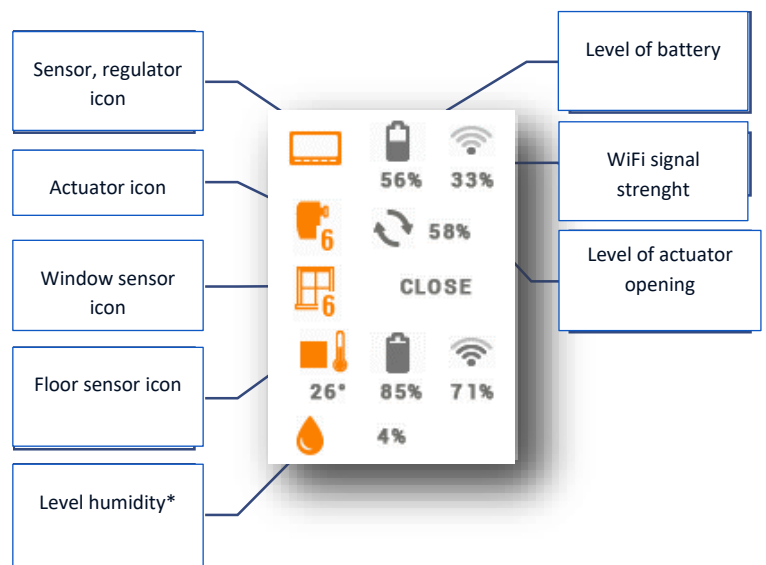 Sensor, regulator
icon
Actuator icon
Window sensor
icon
Floor sensor icon
Level humidity*
56% 33%
6 58%
6 CLOSE
26° 85% 71%
4%
Level of battery
WiFi signal
strenght
Level of actuator
opening